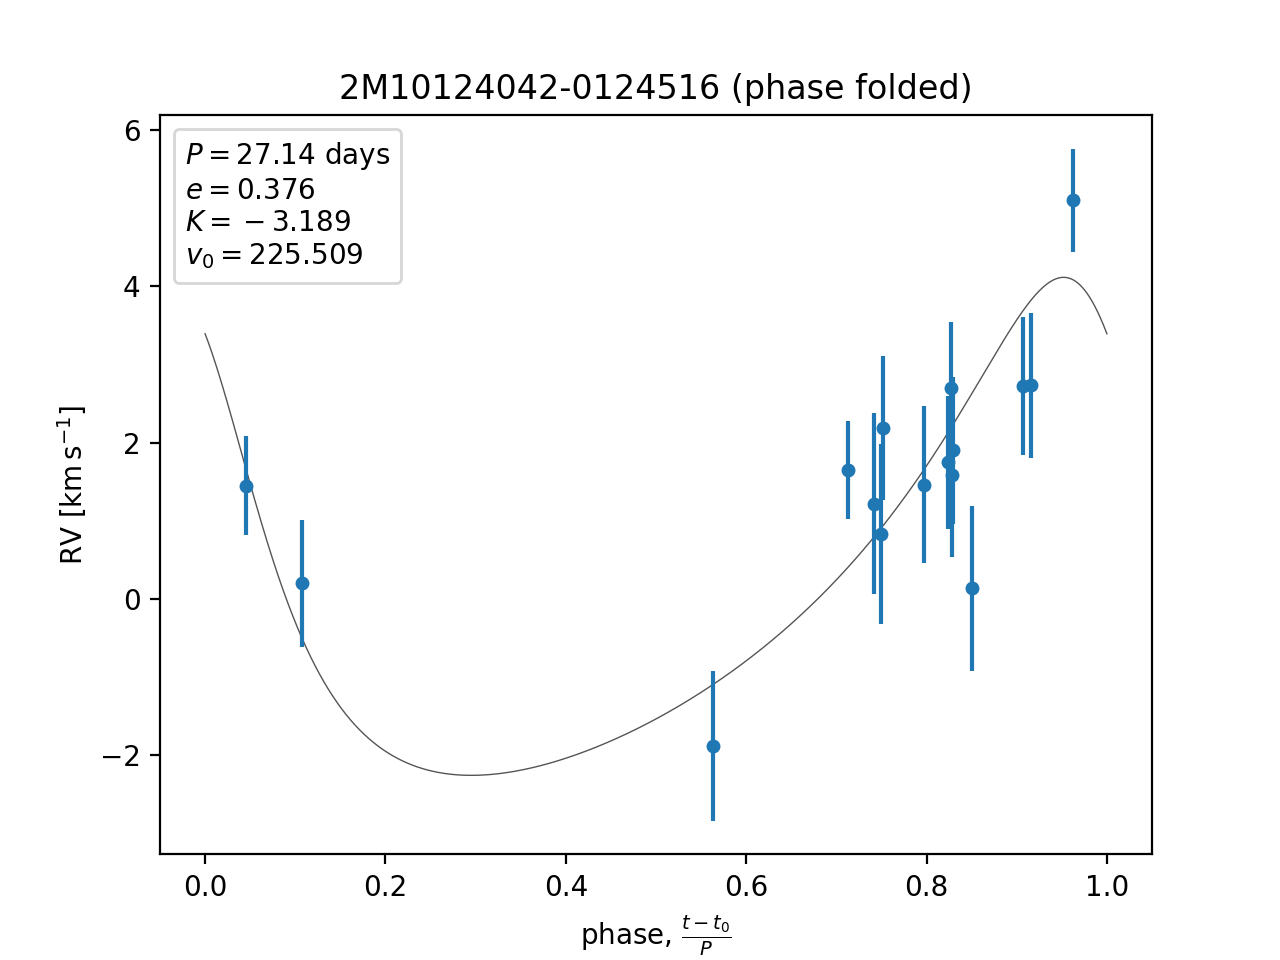 2M10124042-0124516 (phase folded)
P = 27.14 days
e = 0.376
K = −3.189
v₀ = 225.509
6
4
2
0
−2
RV [km s⁻¹]
0.0 0.2 0.4 0.6 0.8 1.0
phase, (t − t₀)/P